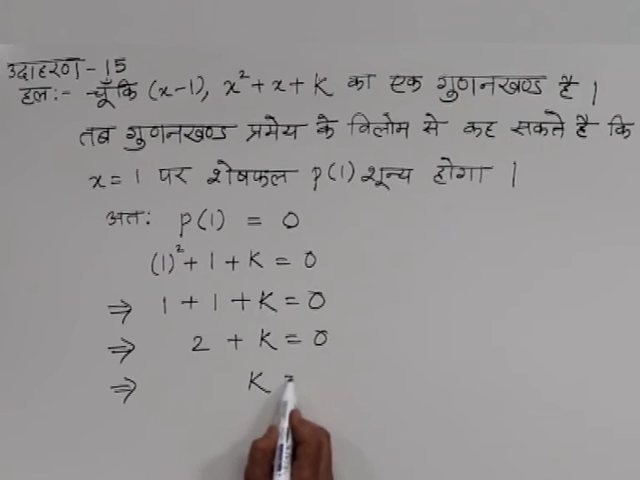 उदाहरण - 15
हल:- चूँकि (x-1), x² + x + K का एक गुणनखण्ड है |
तब गुणनखण्ड प्रमेय के विलोम से कह सकते है कि
x = 1 पर शेषफल p(1) शून्य होगा |
अत: p(1) = 0
(1)² + 1 + K = 0
⇒ 1 + 1 + K = 0
⇒ 2 + K = 0
⇒ K =